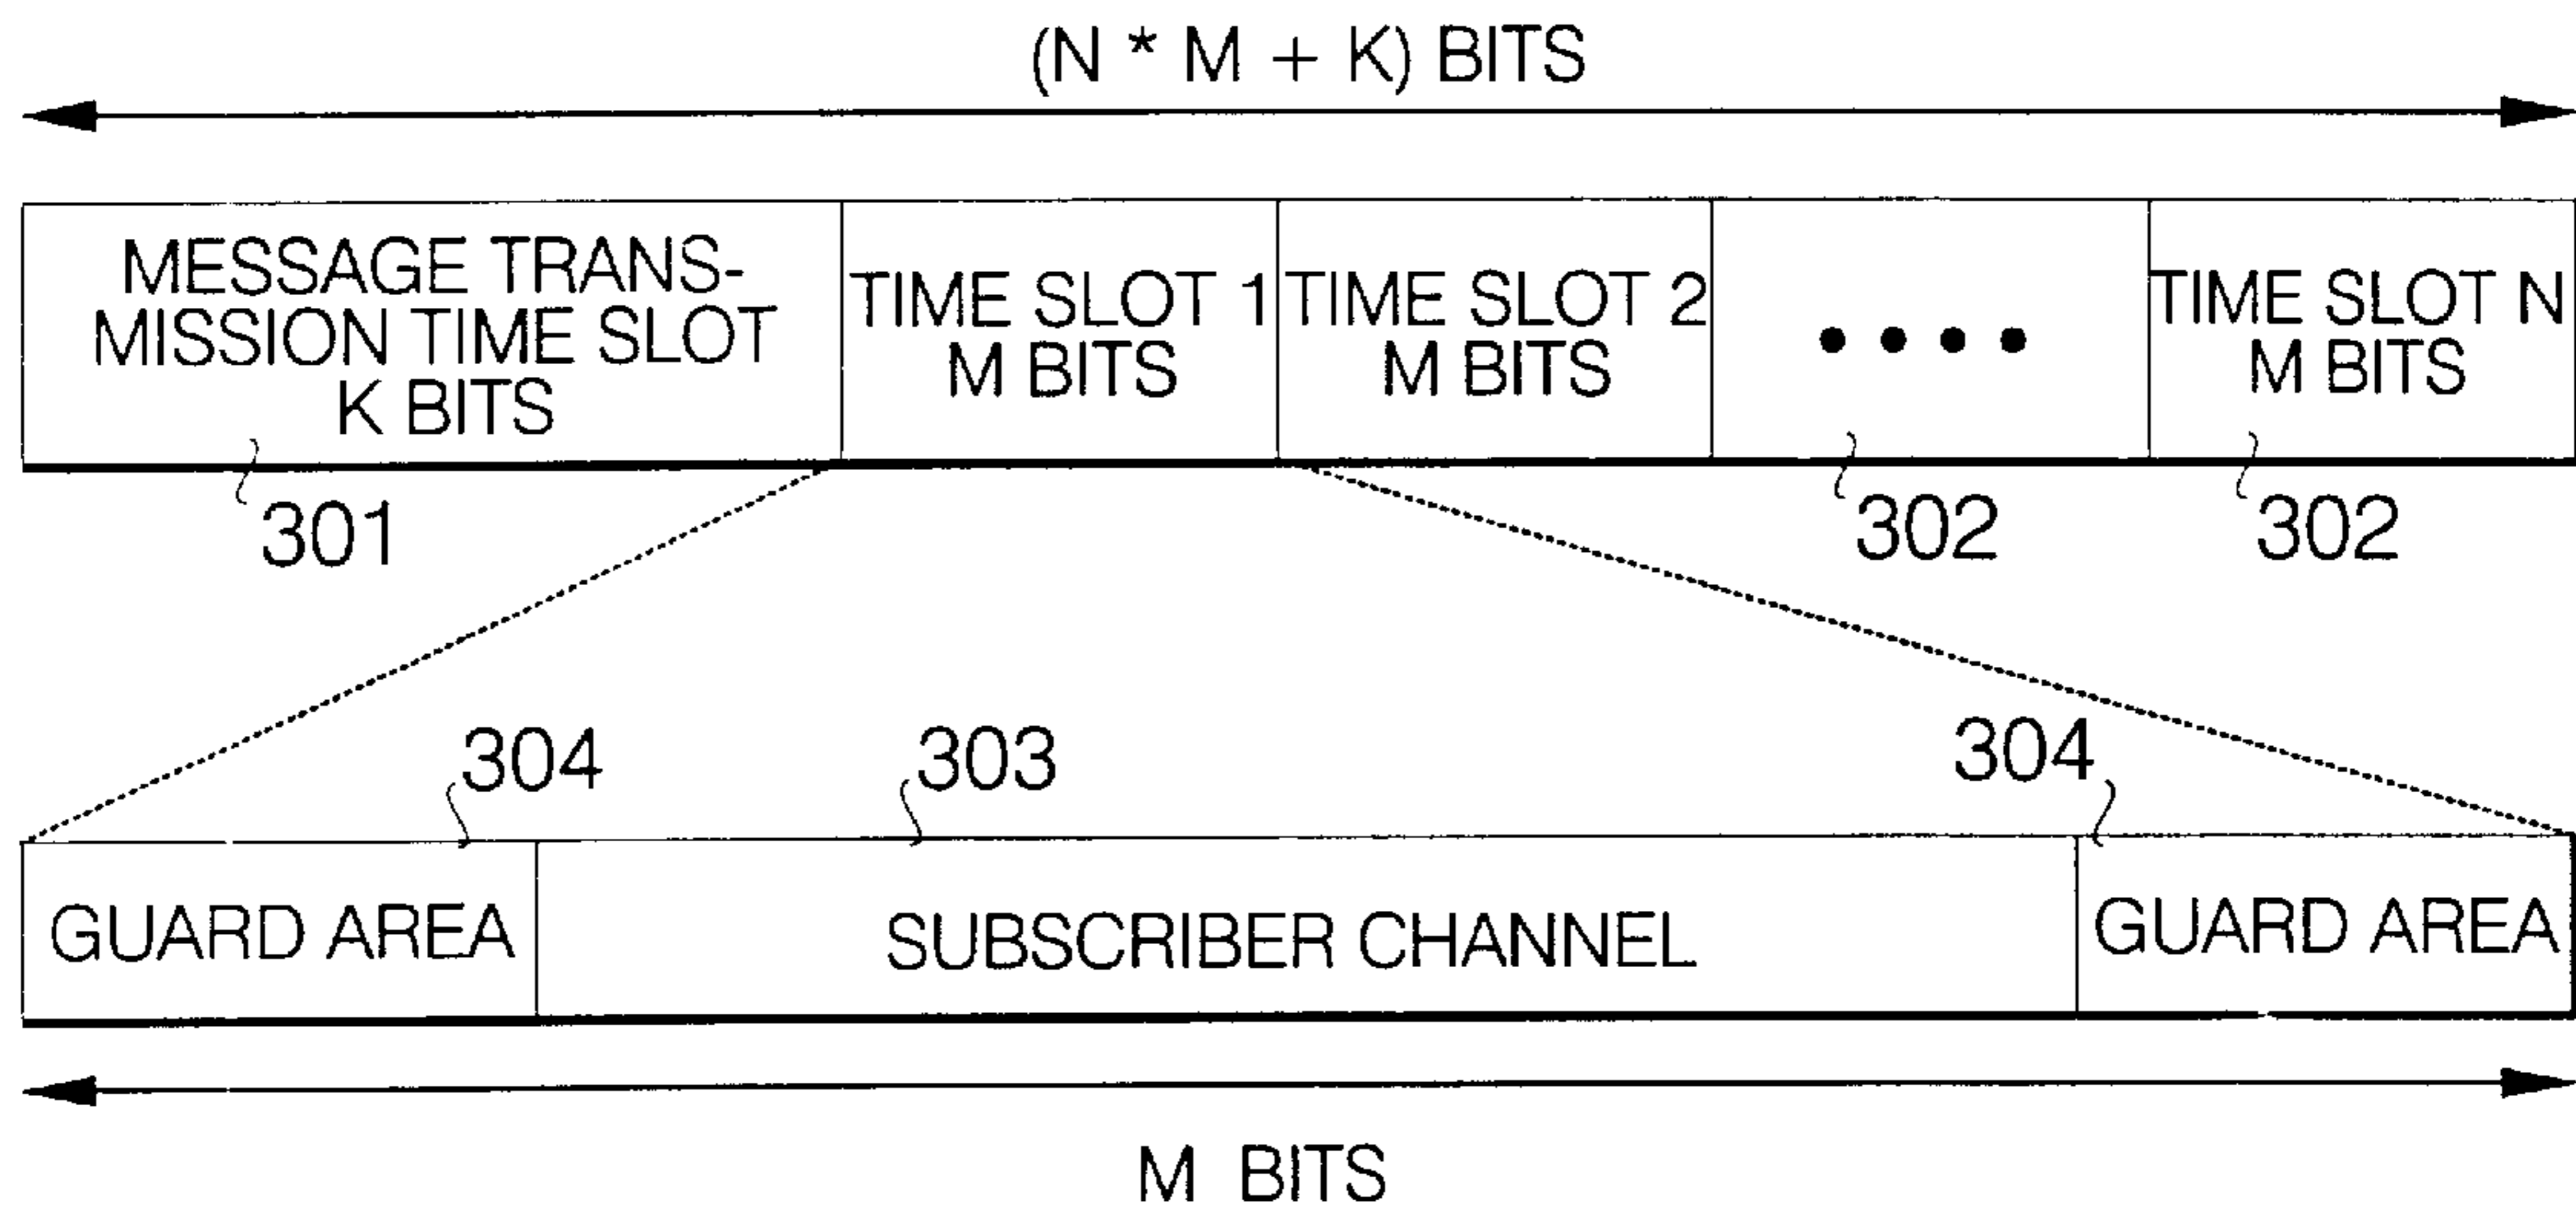 (N * M + K) BITS
MESSAGE TRANS-
MISSION TIME SLOT
K BITS
TIME SLOT 1
M BITS
TIME SLOT 2
M BITS
• • • •
TIME SLOT N
M BITS
301
302
302
304
303
304
GUARD AREA
SUBSCRIBER CHANNEL
GUARD AREA
M BITS